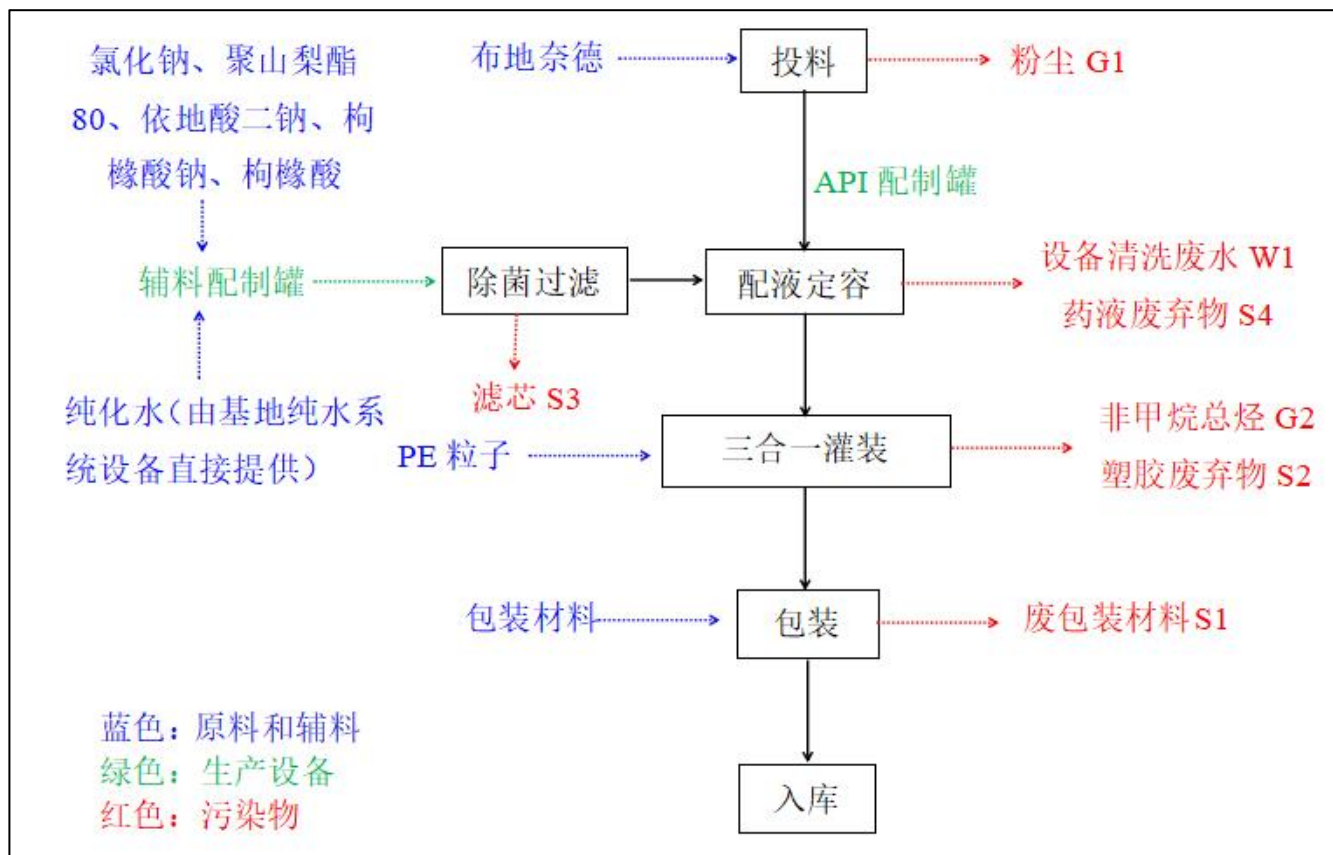 氯化钠、聚山梨酯
80、依地酸二钠、枸
橼酸钠、枸橼酸
布地奈德
投料
粉尘 G1
API 配制罐
辅料配制罐
除菌过滤
配液定容
设备清洗废水 W1
药液废弃物 S4
滤芯 S3
纯化水（由基地纯水系
统设备直接提供）
PE 粒子
三合一灌装
非甲烷总烃 G2
塑胶废弃物 S2
包装材料
包装
废包装材料 S1
入库
蓝色：原料和辅料
绿色：生产设备
红色：污染物